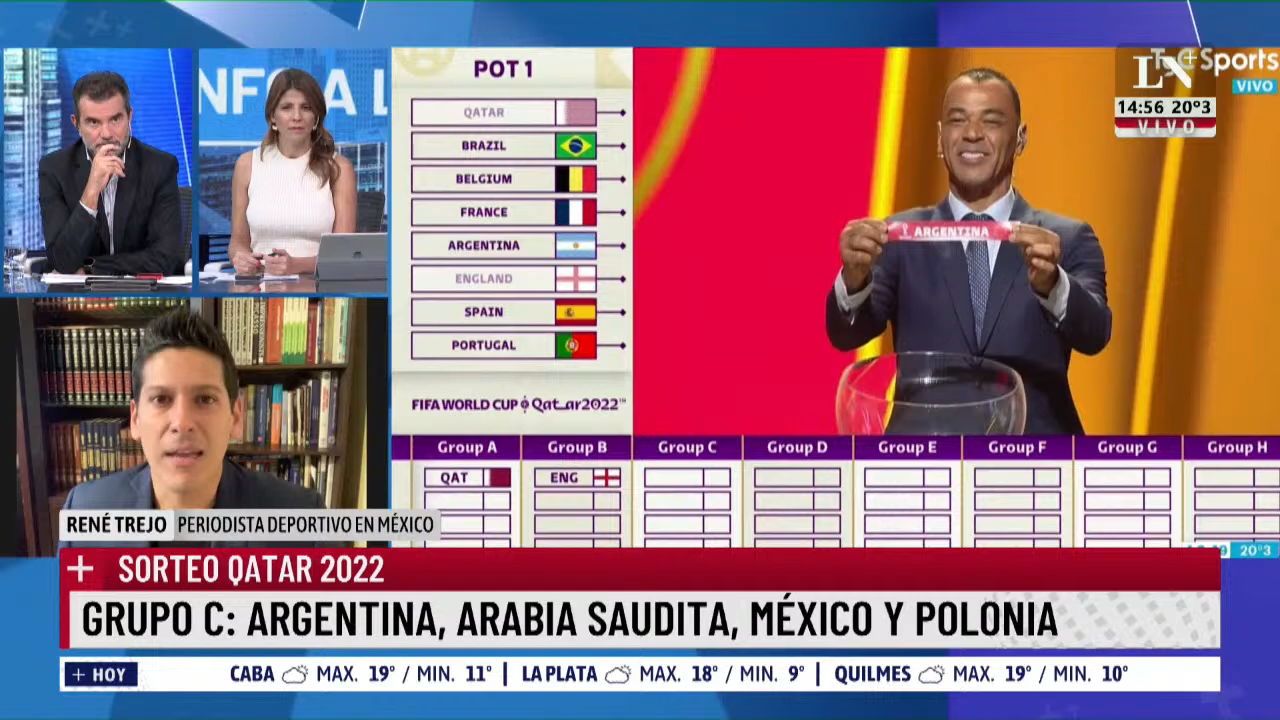 NFO A L
POT 1
QATAR
BRAZIL
BELGIUM
FRANCE
ARGENTINA
ENGLAND
SPAIN
PORTUGAL
FIFA WORLD CUP Qatar2022
ARGENTINA
Sports
VIVO
LN+
14:56 20°3
VIVO
Group A Group B Group C Group D Group E Group F Group G Group H
QAT ENG
20°3
RENÉ TREJO PERIODISTA DEPORTIVO EN MÉXICO
+ SORTEO QATAR 2022
GRUPO C: ARGENTINA, ARABIA SAUDITA, MÉXICO Y POLONIA
+ HOY CABA MAX. 19° / MIN. 11° | LA PLATA MAX. 18° / MIN. 9° | QUILMES MAX. 19° / MIN. 10°